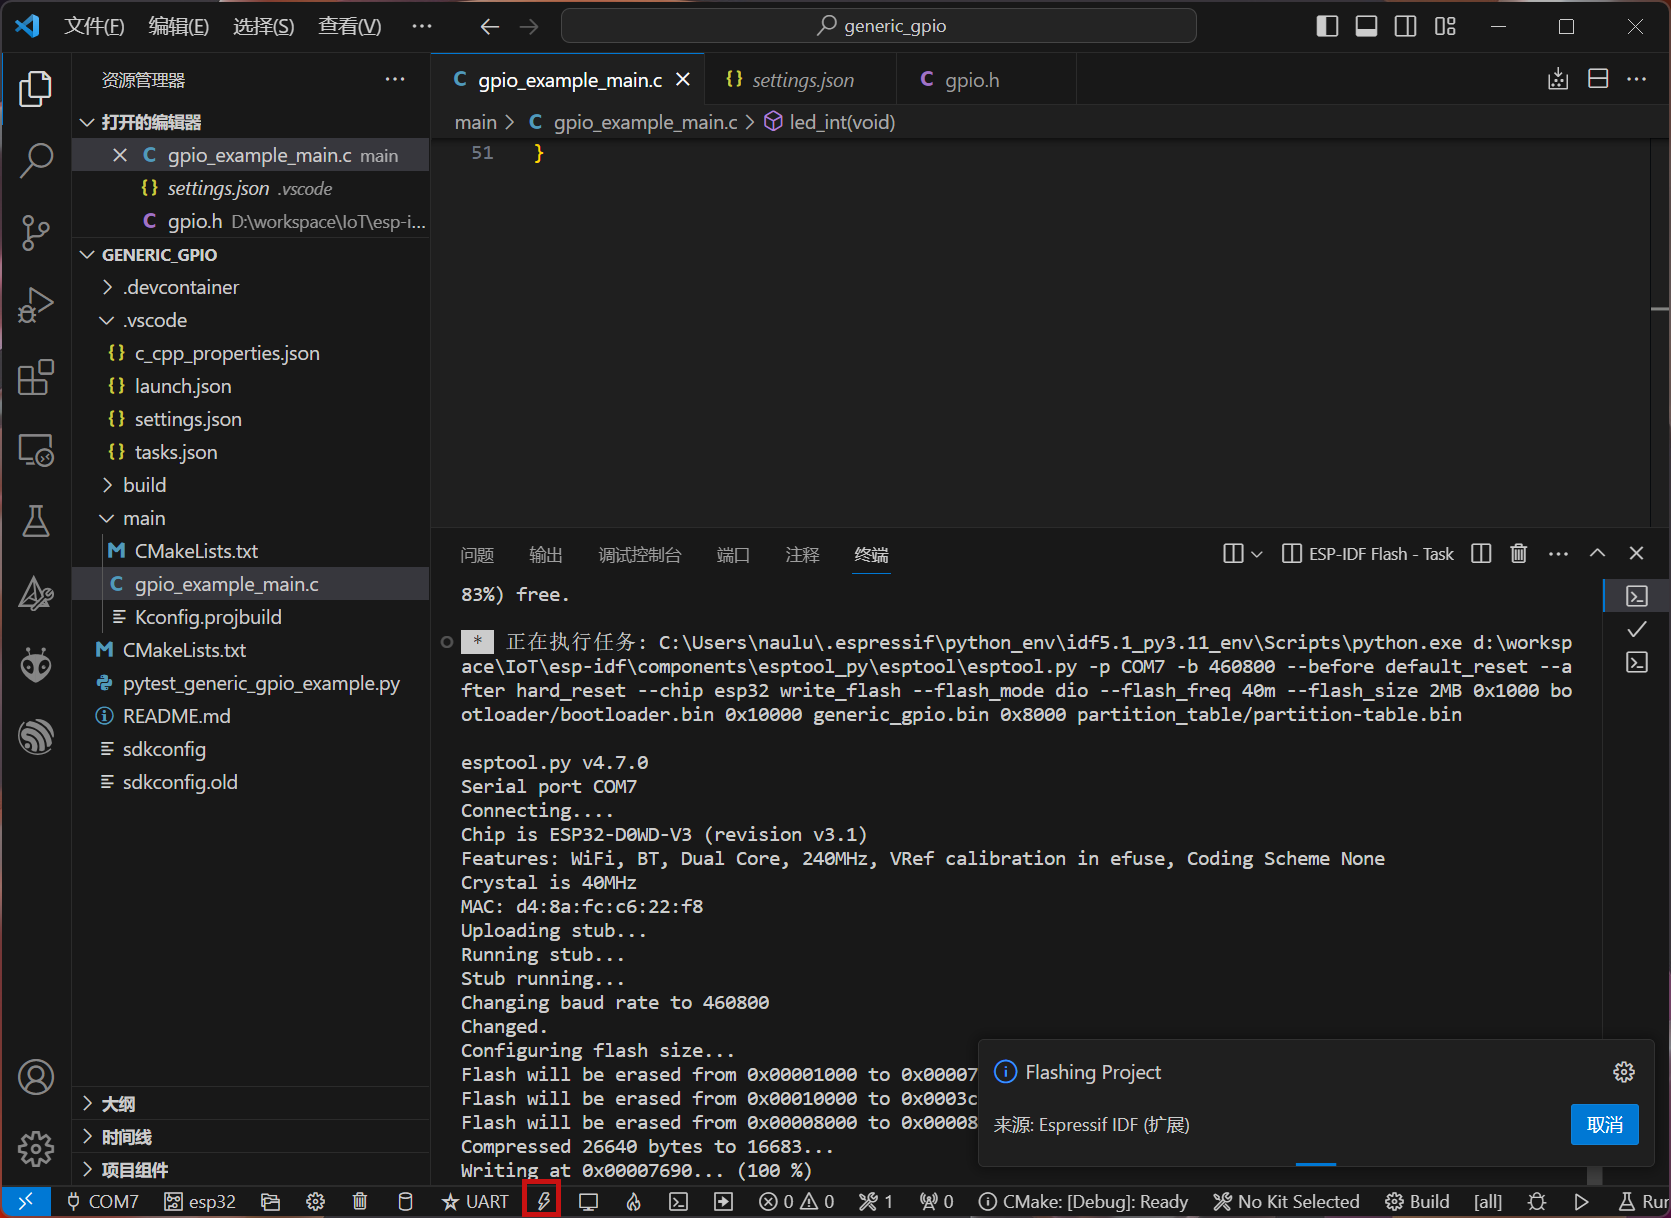 文件(F) 编辑(E) 选择(S) 查看(V) ···
generic_gpio
资源管理器
打开的编辑器
gpio_example_main.c main
settings.json .vscode
gpio.h D:\workspace\IoT\esp-i...
GENERIC_GPIO
.devcontainer
.vscode
c_cpp_properties.json
launch.json
settings.json
tasks.json
build
main
CMakeLists.txt
gpio_example_main.c
Kconfig.projbuild
CMakeLists.txt
pytest_generic_gpio_example.py
README.md
sdkconfig
sdkconfig.old
大纲
时间线
项目组件
gpio_example_main.c settings.json gpio.h
main > C gpio_example_main.c > led_int(void)
51 }
问题 输出 调试控制台 端口 注释 终端
ESP-IDF Flash - Task
83%) free.
* 正在执行任务: C:\Users\naulu\.espressif\python_env\idf5.1_py3.11_env\Scripts\python.exe d:\worksp
ace\IoT\esp-idf\components\esptool_py\esptool\esptool.py -p COM7 -b 460800 --before default_reset --a
fter hard_reset --chip esp32 write_flash --flash_mode dio --flash_freq 40m --flash_size 2MB 0x1000 bo
otloader/bootloader.bin 0x10000 generic_gpio.bin 0x8000 partition_table/partition-table.bin
esptool.py v4.7.0
Serial port COM7
Connecting....
Chip is ESP32-D0WD-V3 (revision v3.1)
Features: WiFi, BT, Dual Core, 240MHz, VRef calibration in efuse, Coding Scheme None
Crystal is 40MHz
MAC: d4:8a:fc:c6:22:f8
Uploading stub...
Running stub...
Stub running...
Changing baud rate to 460800
Changed.
Configuring flash size...
Flash will be erased from 0x00001000 to 0x00007
Flash will be erased from 0x00010000 to 0x0003c
Flash will be erased from 0x00008000 to 0x00008
Compressed 26640 bytes to 16683...
Writing at 0x00007690... (100 %)
Flashing Project
来源: Espressif IDF (扩展)
取消
COM7 esp32 UART 0 0 1 0 CMake: [Debug]: Ready No Kit Selected Build [all] Run